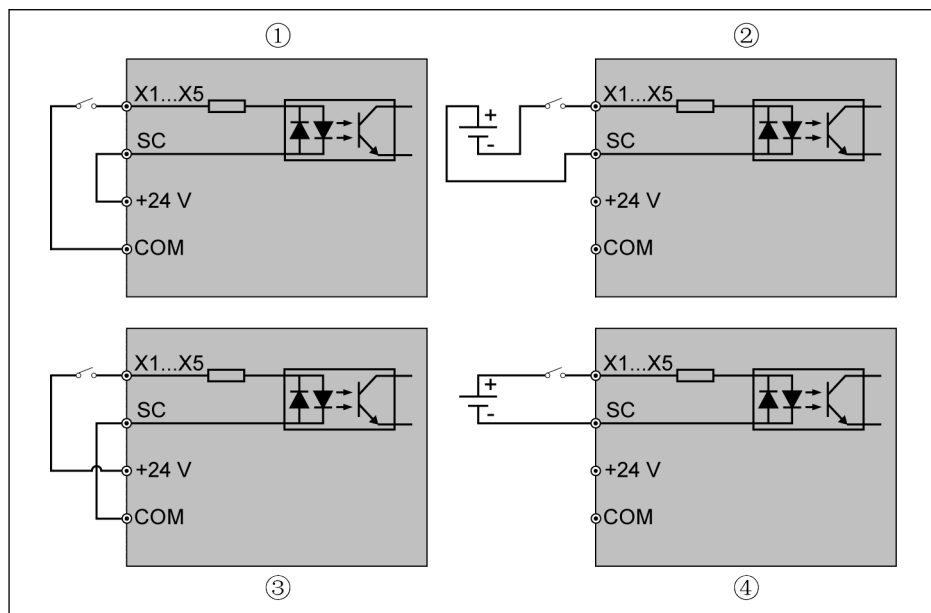 ①
X1...X5
SC
+24 V
COM
②
X1...X5
+
-
SC
+24 V
COM
X1...X5
SC
+24 V
COM
③
X1...X5
+
-
SC
+24 V
COM
④